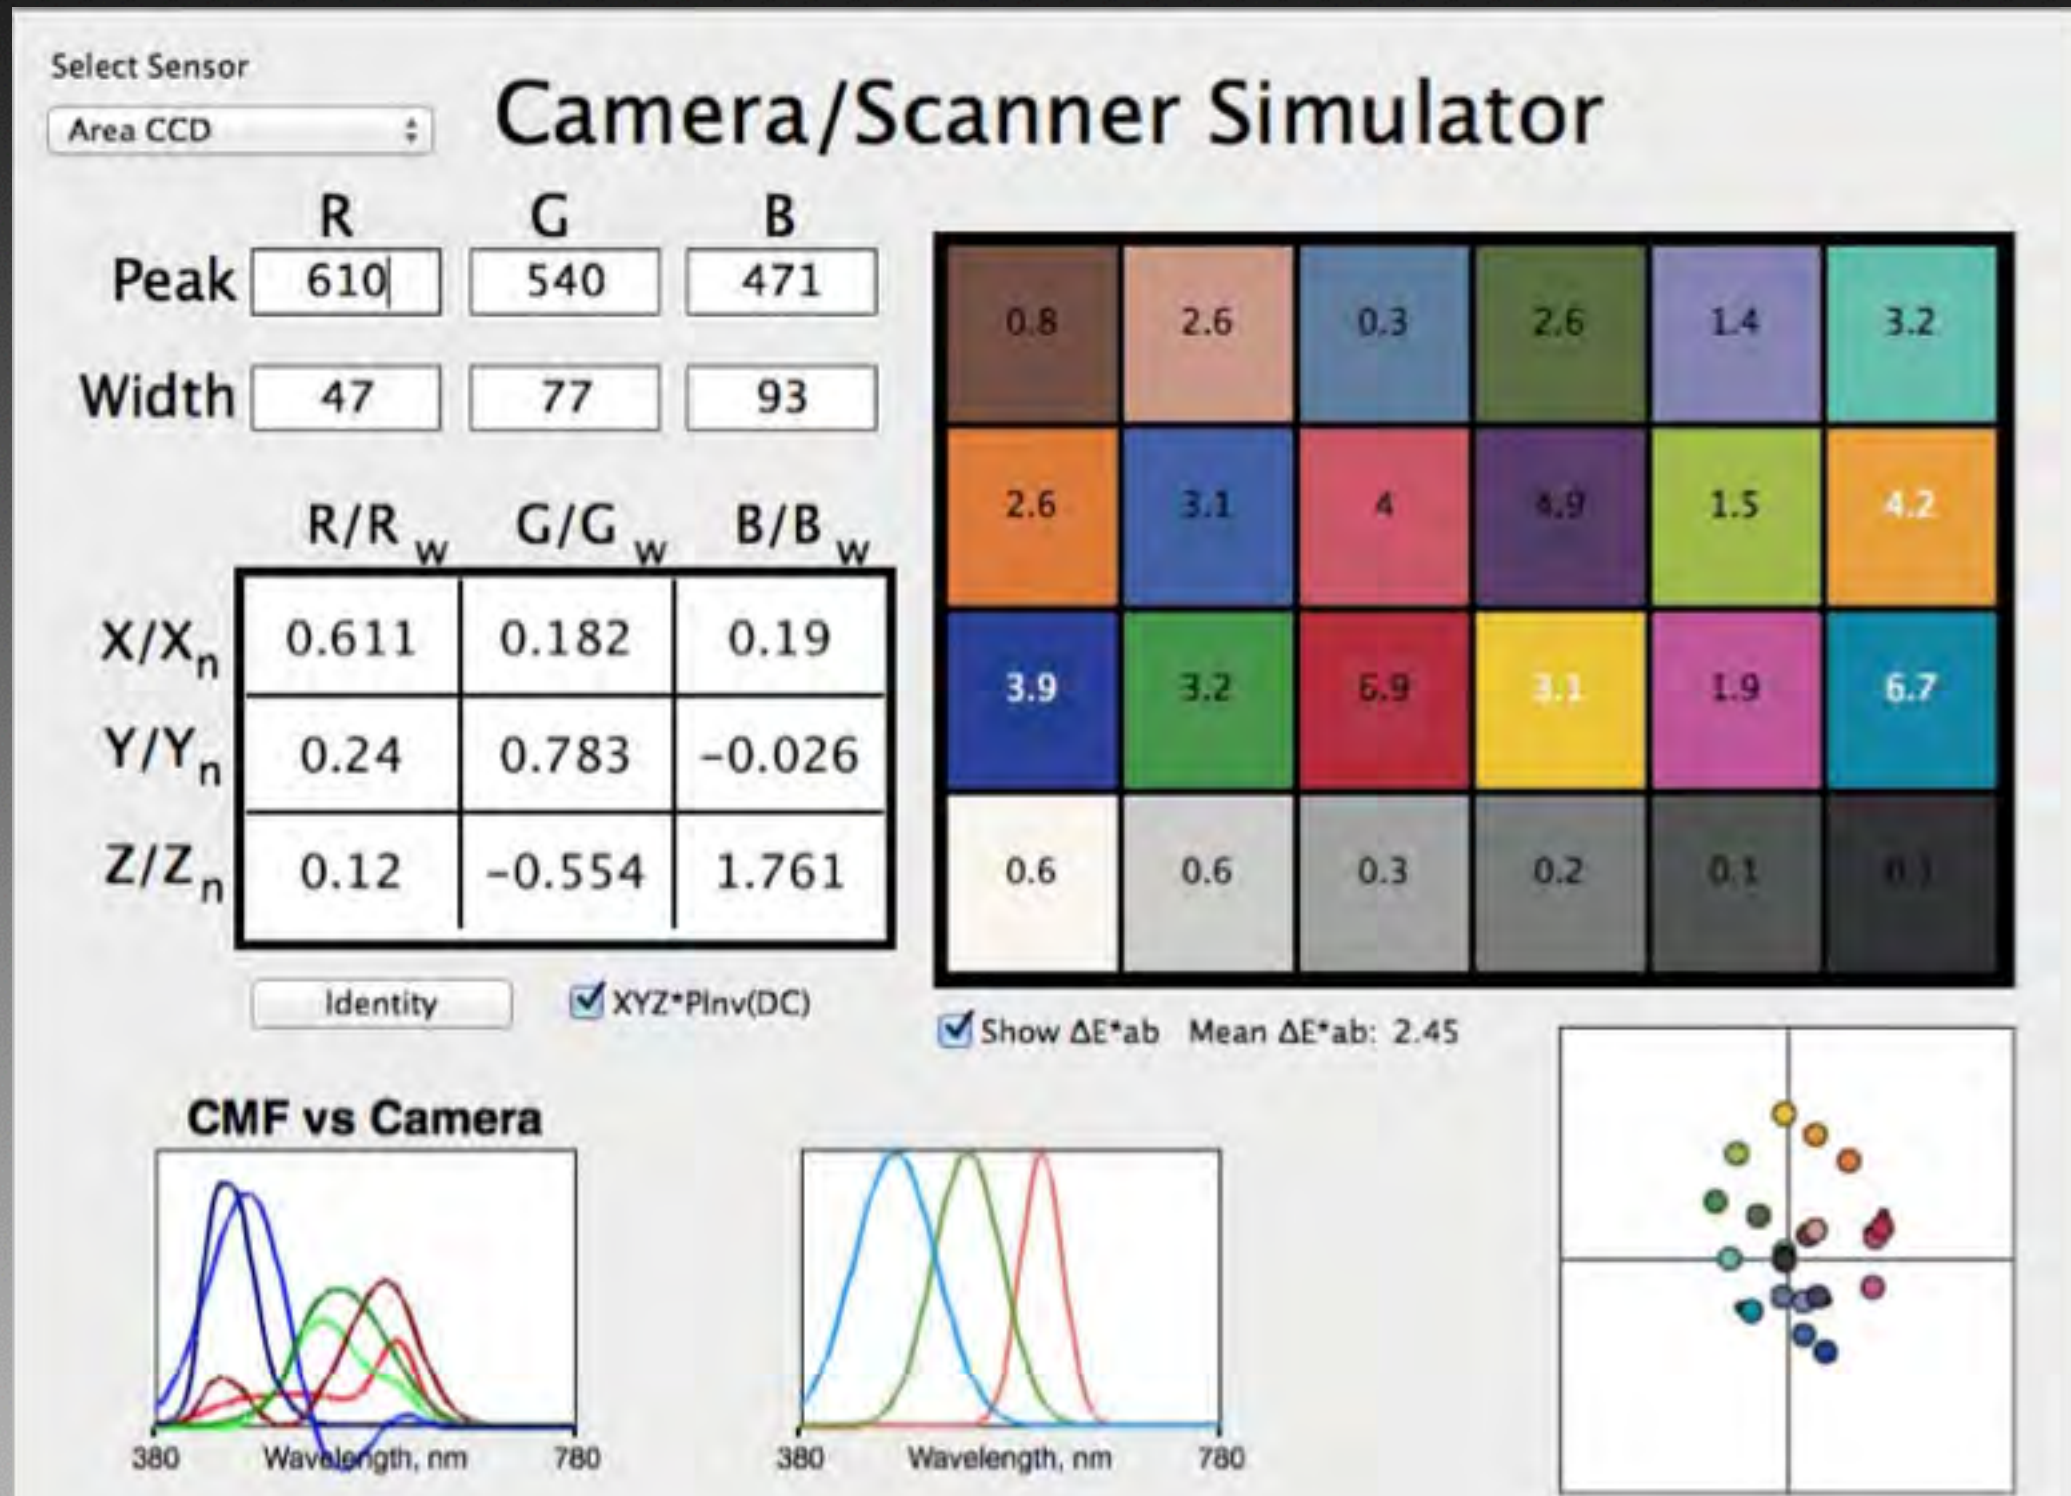 Select Sensor
Area CCD
Camera/Scanner Simulator
R G B
Peak 610 540 471
Width 47 77 93
R/Rw G/Gw B/Bw
X/Xn 0.611 0.182 0.19
Y/Yn 0.24 0.783 -0.026
Z/Zn 0.12 -0.554 1.761
Identity
XYZ*PInv(DC)
0.8 2.6 0.3 2.6 1.4 3.2
2.6 3.1 4 4.9 1.5 4.2
3.9 3.2 6.9 3.1 1.9 6.7
0.6 0.6 0.3 0.2 0.1
Show ΔE*ab Mean ΔE*ab: 2.45
CMF vs Camera
380 Wavelength, nm 780
380 Wavelength, nm 780